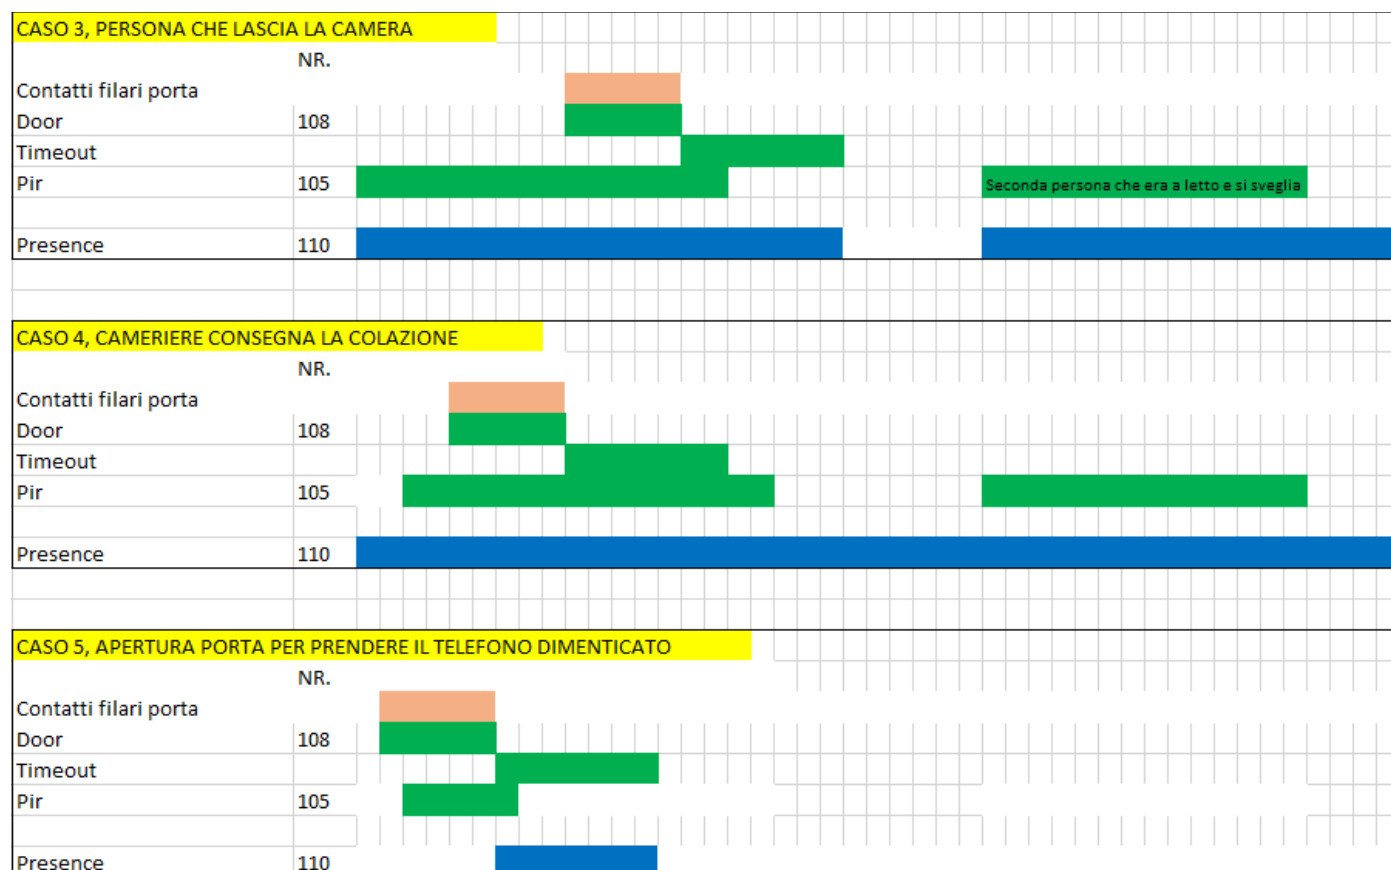 CASO 3, PERSONA CHE LASCIA LA CAMERA
NR.
Contatti filari porta
Door 108
Timeout
Pir 105 Seconda persona che era a letto e si sveglia
Presence 110
CASO 4, CAMERIERE CONSEGNA LA COLAZIONE
NR.
Contatti filari porta
Door 108
Timeout
Pir 105
Presence 110
CASO 5, APERTURA PORTA PER PRENDERE IL TELEFONO DIMENTICATO
NR.
Contatti filari porta
Door 108
Timeout
Pir 105
Presence 110